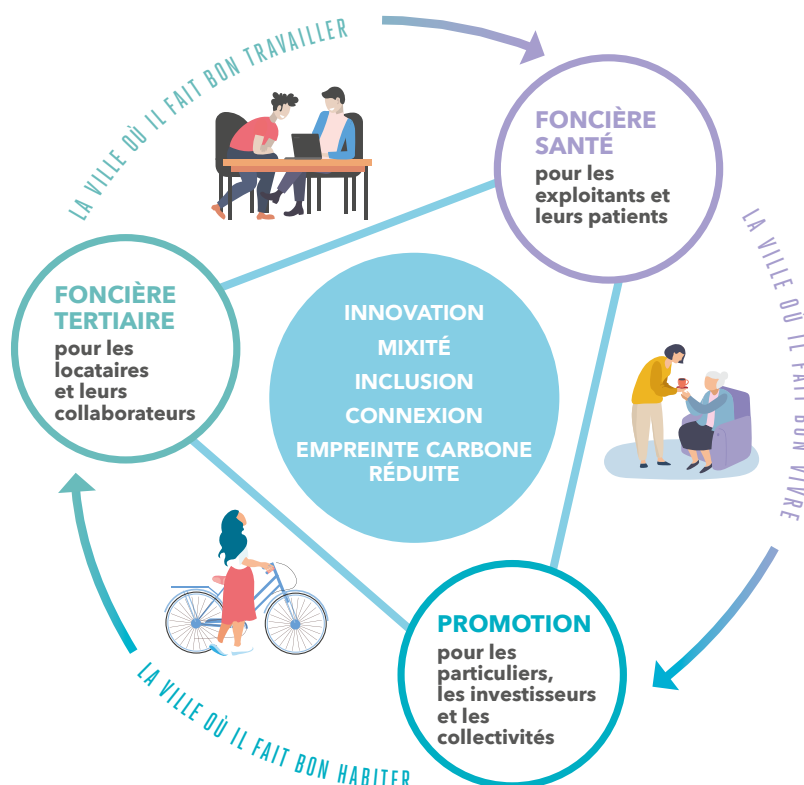 LA VILLE OÙ IL FAIT BON TRAVAILLER
FONCIÈRE
SANTÉ
pour les
exploitants et
leurs patients
LA VILLE OÙ IL FAIT BON VIVRE
FONCIÈRE
TERTIAIRE
pour les
locataires
et leurs
collaborateurs
INNOVATION
MIXITÉ
INCLUSION
CONNEXION
EMPREINTE CARBONE
RÉDUITE
PROMOTION
pour les
particuliers,
les investisseurs
et les
collectivités
LA VILLE OÙ IL FAIT BON HABITER